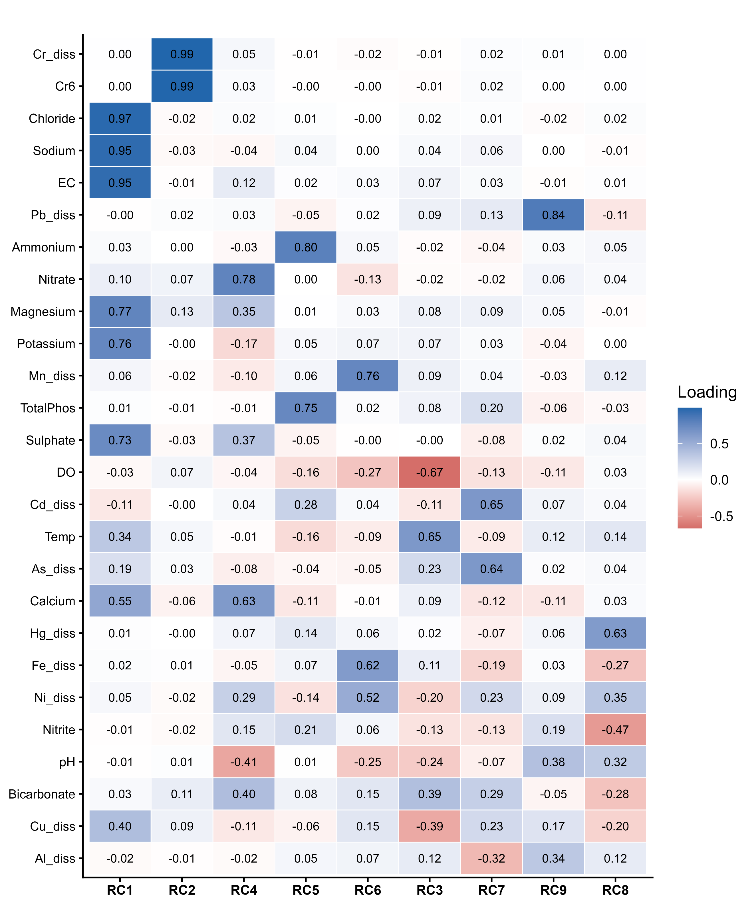 Cr_diss 0.00 0.99 0.05 -0.01 -0.02 -0.01 0.02 0.01 0.00
Cr6 0.00 0.99 0.03 -0.00 -0.00 -0.01 0.02 0.00 0.00
Chloride 0.97 -0.02 0.02 0.01 -0.00 0.02 0.01 -0.02 0.02
Sodium 0.95 -0.03 -0.04 0.04 0.00 0.04 0.06 0.00 -0.01
EC 0.95 -0.01 0.12 0.02 0.03 0.07 0.03 -0.01 0.01
Pb_diss -0.00 0.02 0.03 -0.05 0.02 0.09 0.13 0.84 -0.11
Ammonium 0.03 0.00 -0.03 0.80 0.05 -0.02 -0.04 0.03 0.05
Nitrate 0.10 0.07 0.78 0.00 -0.13 -0.02 -0.02 0.06 0.04
Magnesium 0.77 0.13 0.35 0.01 0.03 0.08 0.09 0.05 -0.01
Potassium 0.76 -0.00 -0.17 0.05 0.07 0.07 0.03 -0.04 0.00
Mn_diss 0.06 -0.02 -0.10 0.06 0.76 0.09 0.04 -0.03 0.12
TotalPhos 0.01 -0.01 -0.01 0.75 0.02 0.08 0.20 -0.06 -0.03
Sulphate 0.73 -0.03 0.37 -0.05 -0.00 -0.00 -0.08 0.02 0.04
DO -0.03 0.07 -0.04 -0.16 -0.27 -0.67 -0.13 -0.11 0.03
Cd_diss -0.11 -0.00 0.04 0.28 0.04 -0.11 0.65 0.07 0.04
Temp 0.34 0.05 -0.01 -0.16 -0.09 0.65 -0.09 0.12 0.14
As_diss 0.19 0.03 -0.08 -0.04 -0.05 0.23 0.64 0.02 0.04
Calcium 0.55 -0.06 0.63 -0.11 -0.01 0.09 -0.12 -0.11 0.03
Hg_diss 0.01 -0.00 0.07 0.14 0.06 0.02 -0.07 0.06 0.63
Fe_diss 0.02 0.01 -0.05 0.07 0.62 0.11 -0.19 0.03 -0.27
Ni_diss 0.05 -0.02 0.29 -0.14 0.52 -0.20 0.23 0.09 0.35
Nitrite -0.01 -0.02 0.15 0.21 0.06 -0.13 -0.13 0.19 -0.47
pH -0.01 0.01 -0.41 0.01 -0.25 -0.24 -0.07 0.38 0.32
Bicarbonate 0.03 0.11 0.40 0.08 0.15 0.39 0.29 -0.05 -0.28
Cu_diss 0.40 0.09 -0.11 -0.06 0.15 -0.39 0.23 0.17 -0.20
Al_diss -0.02 -0.01 -0.02 0.05 0.07 0.12 -0.32 0.34 0.12
RC1 RC2 RC4 RC5 RC6 RC3 RC7 RC9 RC8
Loading
0.5
0.0
-0.5